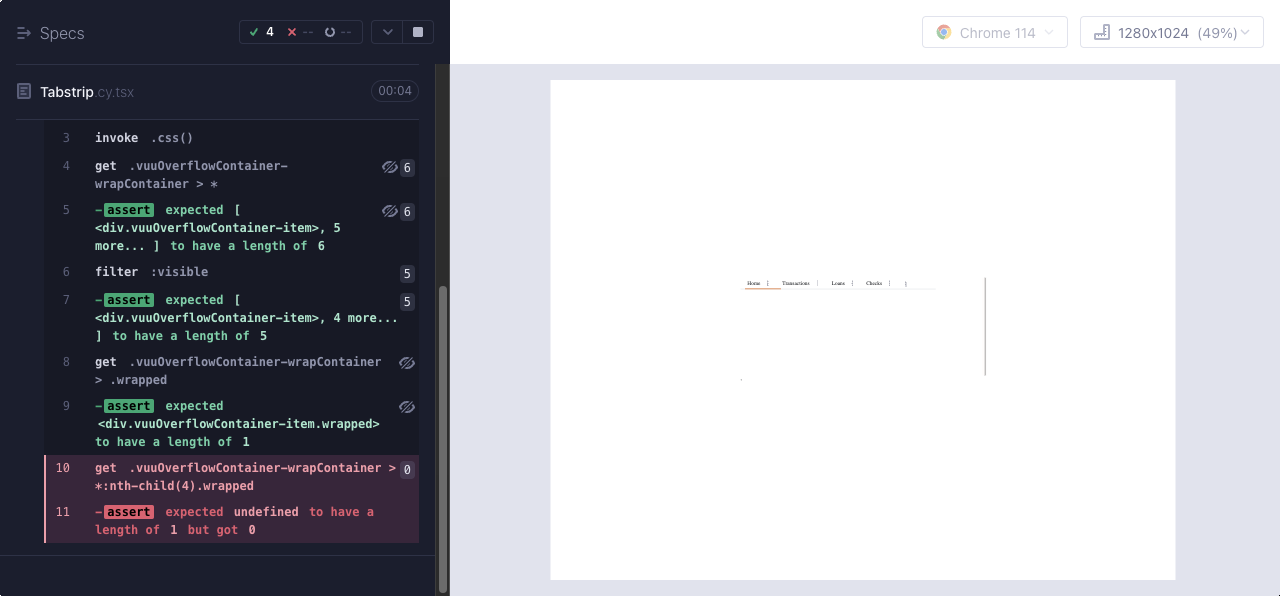 Specs
4
--
--
Tabstrip.cy.tsx
00:04
3 invoke .css()
4 get .vuuOverflowContainer-
wrapContainer > *
6
5 -assert expected [
<div.vuuOverflowContainer-item>, 5
more... ] to have a length of 6
6
6 filter :visible
5
7 -assert expected [
<div.vuuOverflowContainer-item>, 4 more...
] to have a length of 5
5
8 get .vuuOverflowContainer-wrapContainer
> .wrapped
9 -assert expected
<div.vuuOverflowContainer-item.wrapped>
to have a length of 1
10 get .vuuOverflowContainer-wrapContainer >
*:nth-child(4).wrapped
0
11 -assert expected undefined to have a
length of 1 but got 0
Chrome 114
1280x1024 (49%)
Home Transactions Loans Checks